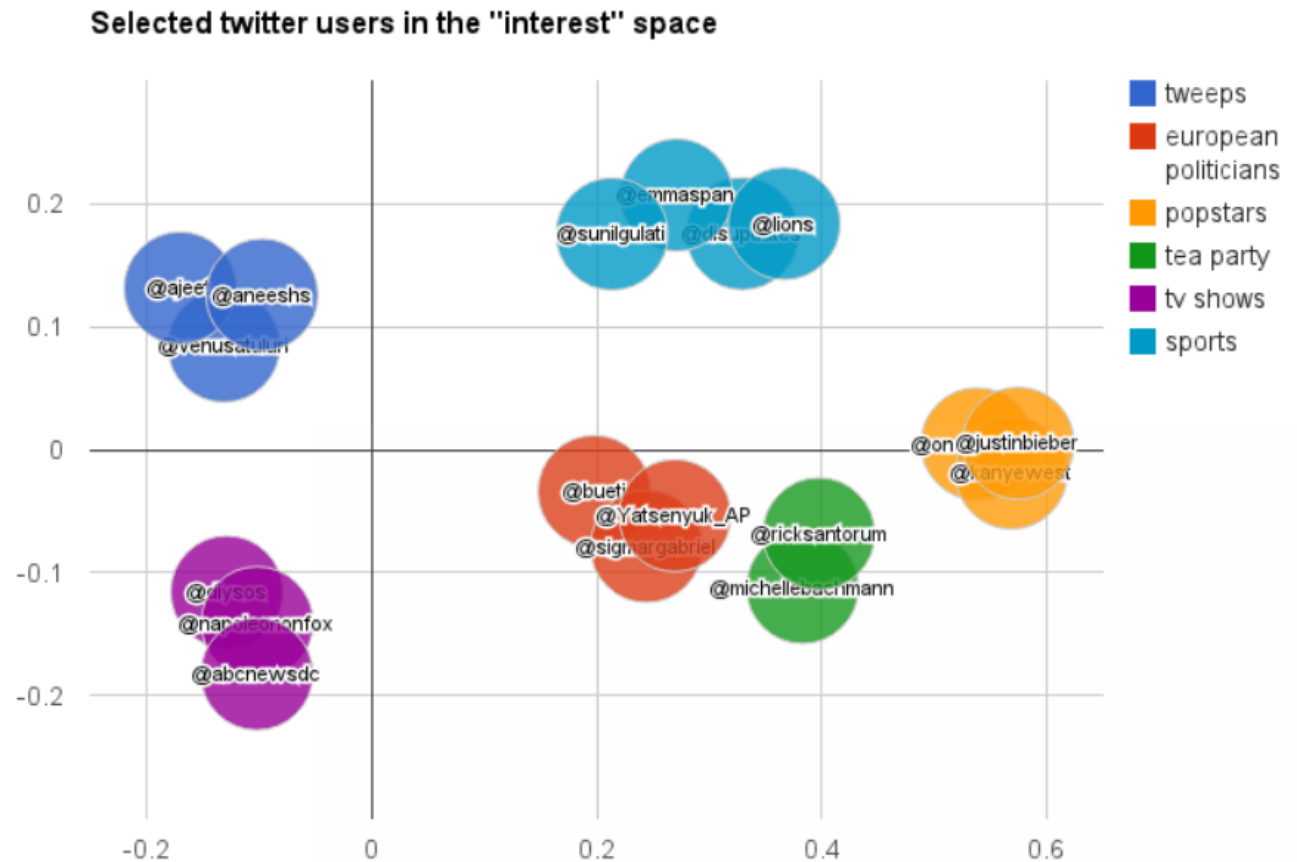 Selected twitter users in the "interest" space
tweeps
european
politicians
popstars
tea party
tv shows
sports
0.2
0.1
0
-0.1
-0.2
@emmaspan
@sunilgulati
@lions
@aneeshs
@venusatuluri
@justinbieber
@kanyewest
@Yatsenyuk_AP
@sigmargabriel
@ricksantorum
@michellebachmann
@napoleononfox
@abcnewsdc
-0.2
0
0.2
0.4
0.6